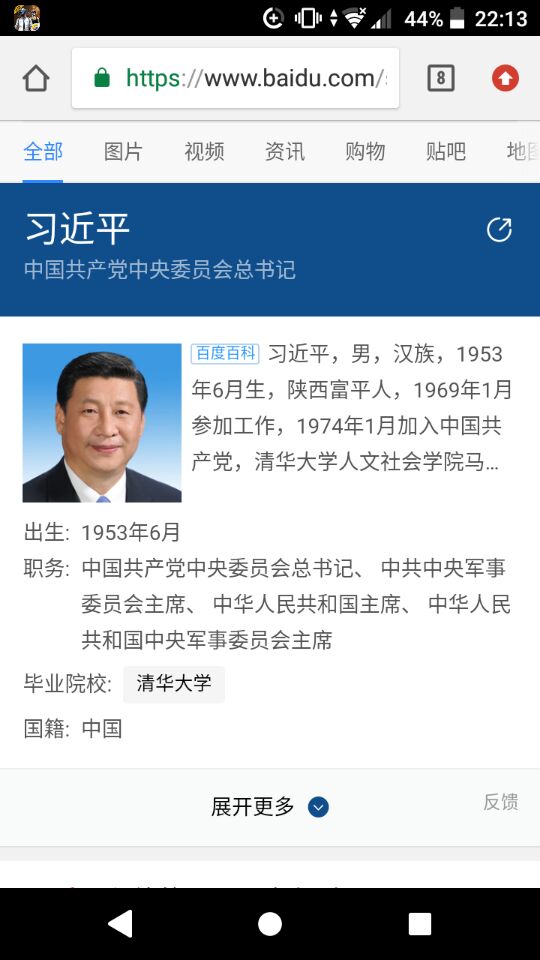 44% 22:13
https://www.baidu.com/
8
全部 图片 视频 资讯 购物 贴吧 地图
习近平
中国共产党中央委员会总书记
百度百科 习近平，男，汉族，1953
年6月生，陕西富平人，1969年1月
参加工作，1974年1月加入中国共
产党，清华大学人文社会学院马...
出生: 1953年6月
职务: 中国共产党中央委员会总书记、 中共中央军事
委员会主席、 中华人民共和国主席、 中华人民
共和国中央军事委员会主席
毕业院校: 清华大学
国籍: 中国
展开更多
反馈